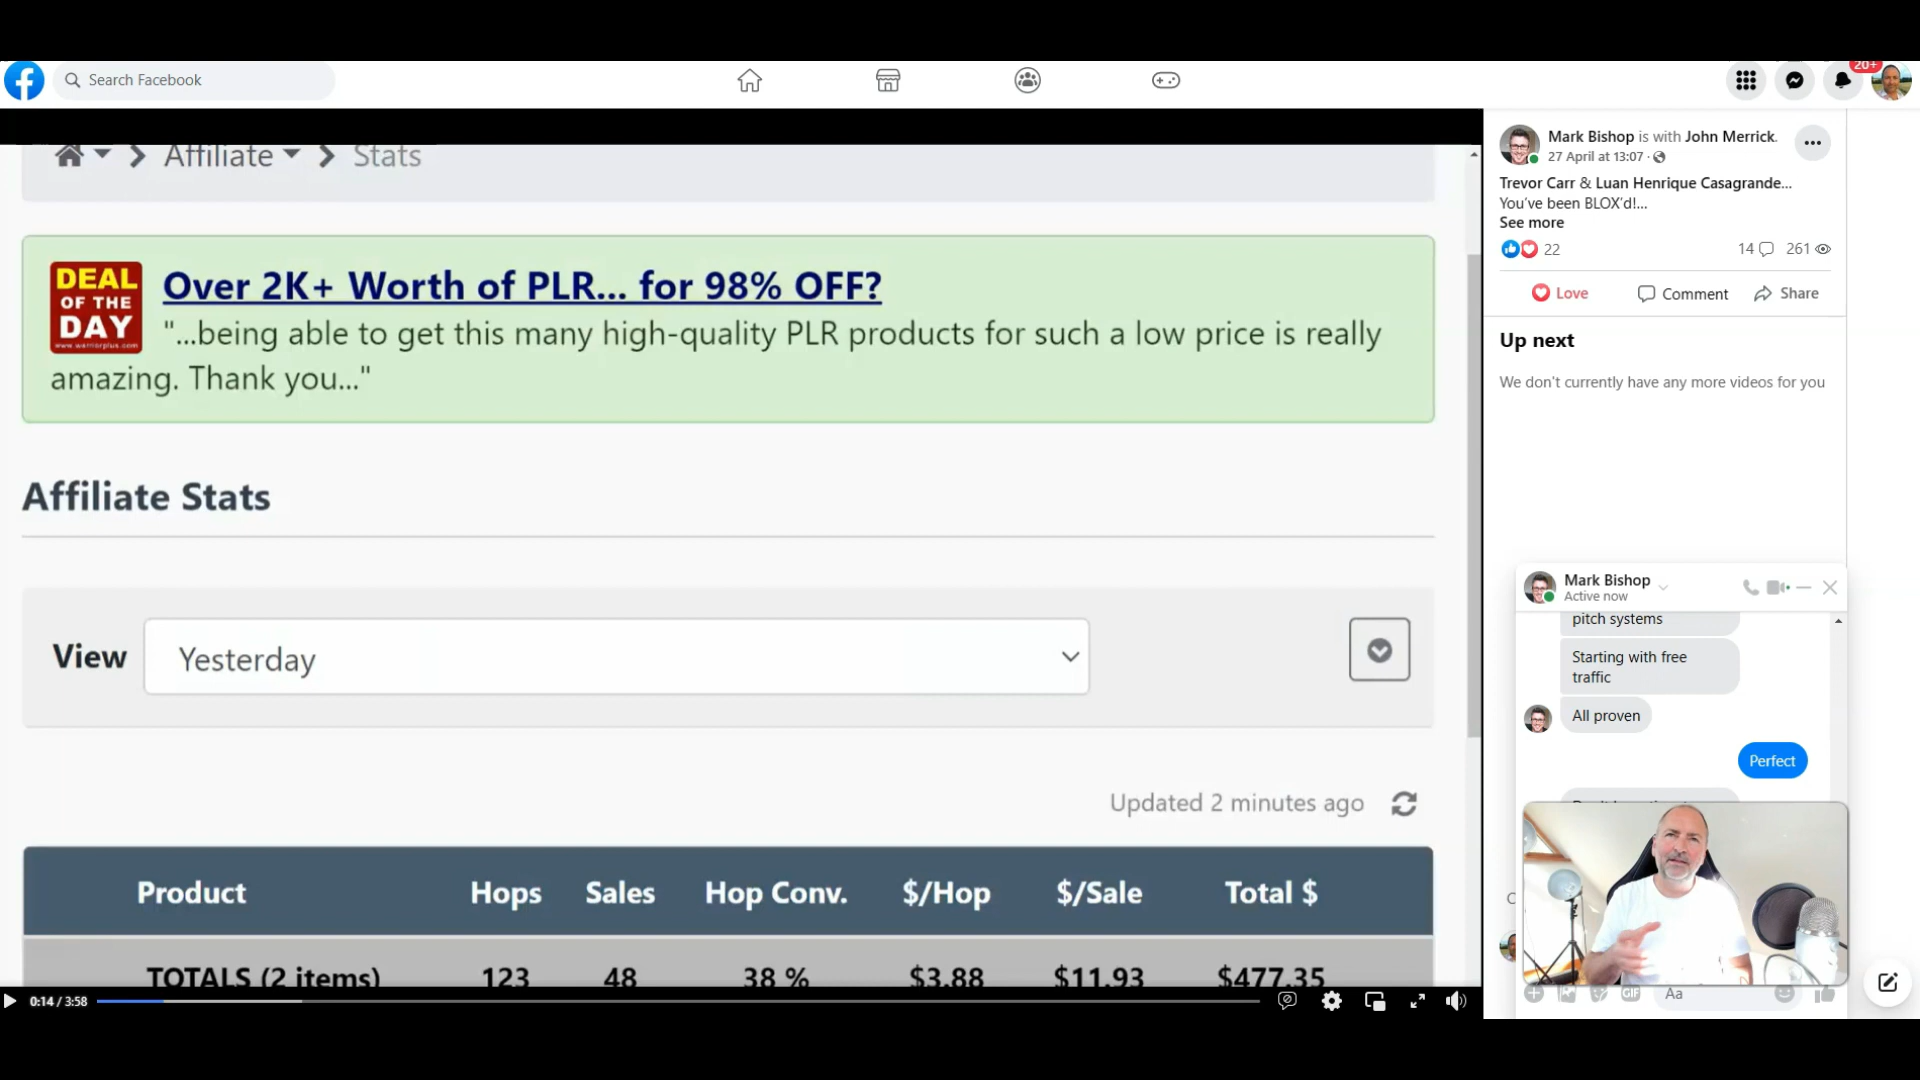 Search Facebook
20+
Affiliate
Stats
DEAL
OF THE
DAY
www.warriorplus.com
Over 2K+ Worth of PLR... for 98% OFF?
"...being able to get this many high-quality PLR products for such a low price is really
amazing. Thank you..."
Affiliate Stats
View
Yesterday
Updated 2 minutes ago
Product Hops Sales Hop Conv. $/Hop $/Sale Total $
TOTALS (2 items) 123 48 38 % $3.88 $11.93 $477.35
0:14 / 3:58
Mark Bishop is with John Merrick.
27 April at 13:07 ·
Trevor Carr & Luan Henrique Casagrande...
You've been BLOX'd!...
See more
22
14
261
Love
Comment
Share
Up next
We don't currently have any more videos for you
Mark Bishop
Active now
pitch systems
Starting with free
traffic
All proven
Perfect
GIF
Aa